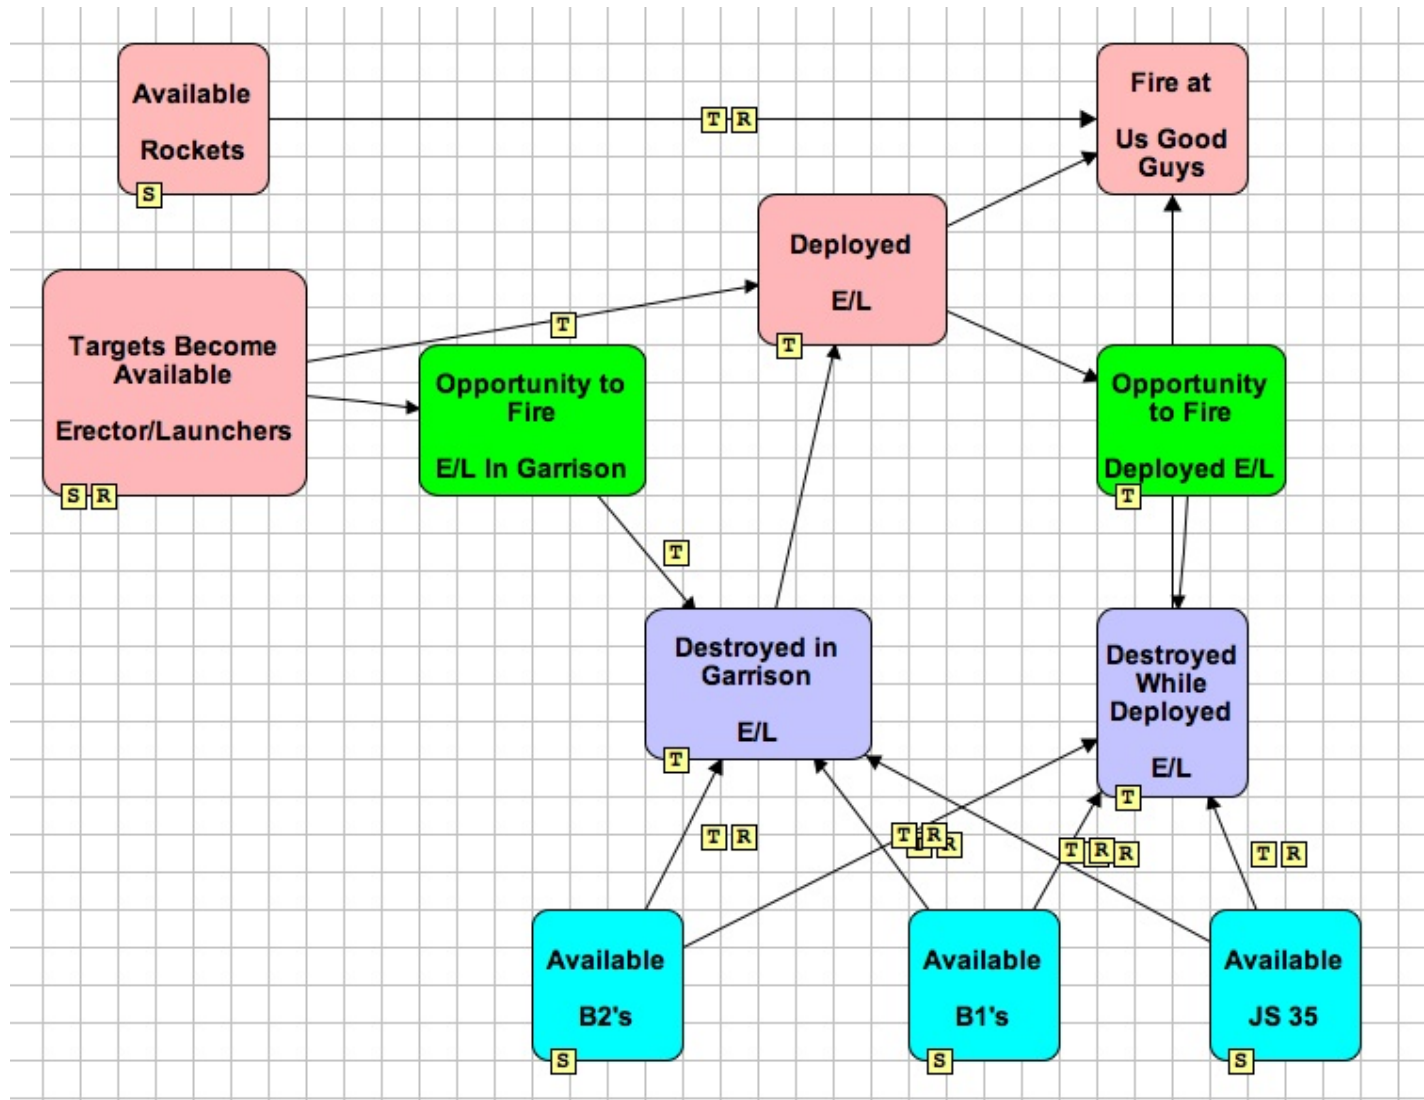 Available
Rockets
S
T R
Fire at
Us Good
Guys
Deployed
E/L
T
Targets Become
Available
Erector/Launchers
S R
T
Opportunity to
Fire
E/L In Garrison
Opportunity
to Fire
Deployed E/L
T
T
Destroyed in
Garrison
E/L
T
Destroyed
While
Deployed
E/L
T
T R
T R
R
T R
R
T R
Available
B2's
S
Available
B1's
S
Available
JS 35
S